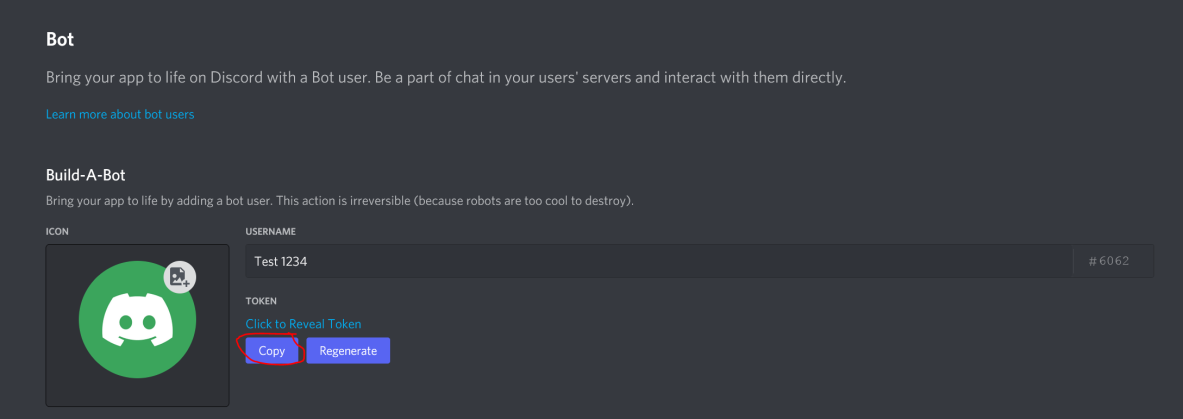 Bot
Bring your app to life on Discord with a Bot user. Be a part of chat in your users' servers and interact with them directly.
Learn more about bot users
Build-A-Bot
Bring your app to life by adding a bot user. This action is irreversible (because robots are too cool to destroy).
ICON
USERNAME
Test 1234
#6062
TOKEN
Click to Reveal Token
Copy
Regenerate